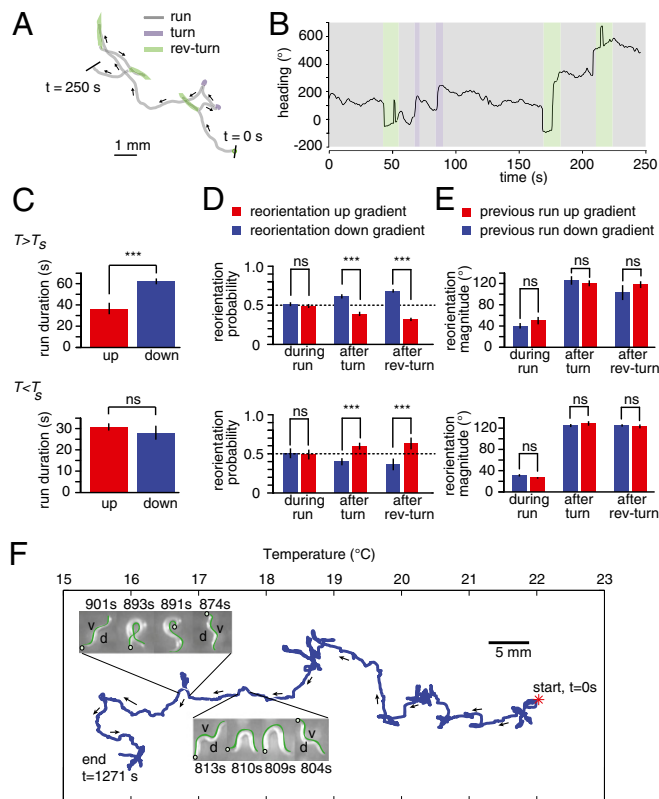 A
run
turn
rev-turn
t = 250 s
t = 0 s
1 mm
B
heading (°)
600
400
200
0
-200
0 50 100 150 200 250
time (s)
C
T>Ts
***
run duration (s)
60
40
20
0
up down
T<Ts
ns
run duration (s)
30
20
10
0
up down
D
reorientation up gradient
reorientation down gradient
reorientation probability
1.0
0.5
0
ns *** ***
during run
after turn
after rev-turn
reorientation probability
1.0
0.5
0
ns *** ***
during run
after turn
after rev-turn
E
previous run up gradient
previous run down gradient
reorientation magnitude (°)
120
80
40
0
ns ns ns
during run
after turn
after rev-turn
reorientation magnitude (°)
120
80
40
0
ns ns ns
during run
after turn
after rev-turn
F
Temperature (°C)
15 16 17 18 19 20 21 22 23
901s 893s 891s 874s
v d v d
5 mm
start, t=0s
v d v d
813s 810s 809s 804s
end
t=1271 s